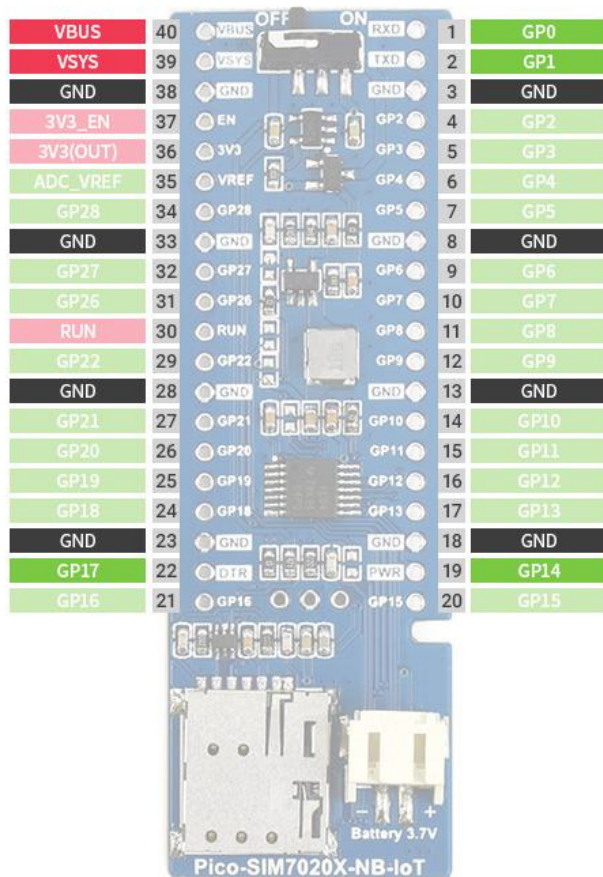 OFF ON
VBUS 40 VBUS RXD 1 GP0
VSYS 39 VSYS TXD 2 GP1
GND 38 GND GND 3 GND
3V3_EN 37 EN GP2 4 GP2
3V3(OUT) 36 3V3 GP3 5 GP3
ADC_VREF 35 VREF GP4 6 GP4
GP28 34 GP28 GP5 7 GP5
GND 33 GND GND 8 GND
GP27 32 GP27 GP6 9 GP6
GP26 31 GP26 GP7 10 GP7
RUN 30 RUN GP8 11 GP8
GP22 29 GP22 GP9 12 GP9
GND 28 GND GND 13 GND
GP21 27 GP21 GP10 14 GP10
GP20 26 GP20 GP11 15 GP11
GP19 25 GP19 GP12 16 GP12
GP18 24 GP18 GP13 17 GP13
GND 23 GND GND 18 GND
GP17 22 DTR PWR 19 GP14
GP16 21 GP16 GP15 20 GP15
− +
Battery 3.7V
Pico-SIM7020X-NB-IoT